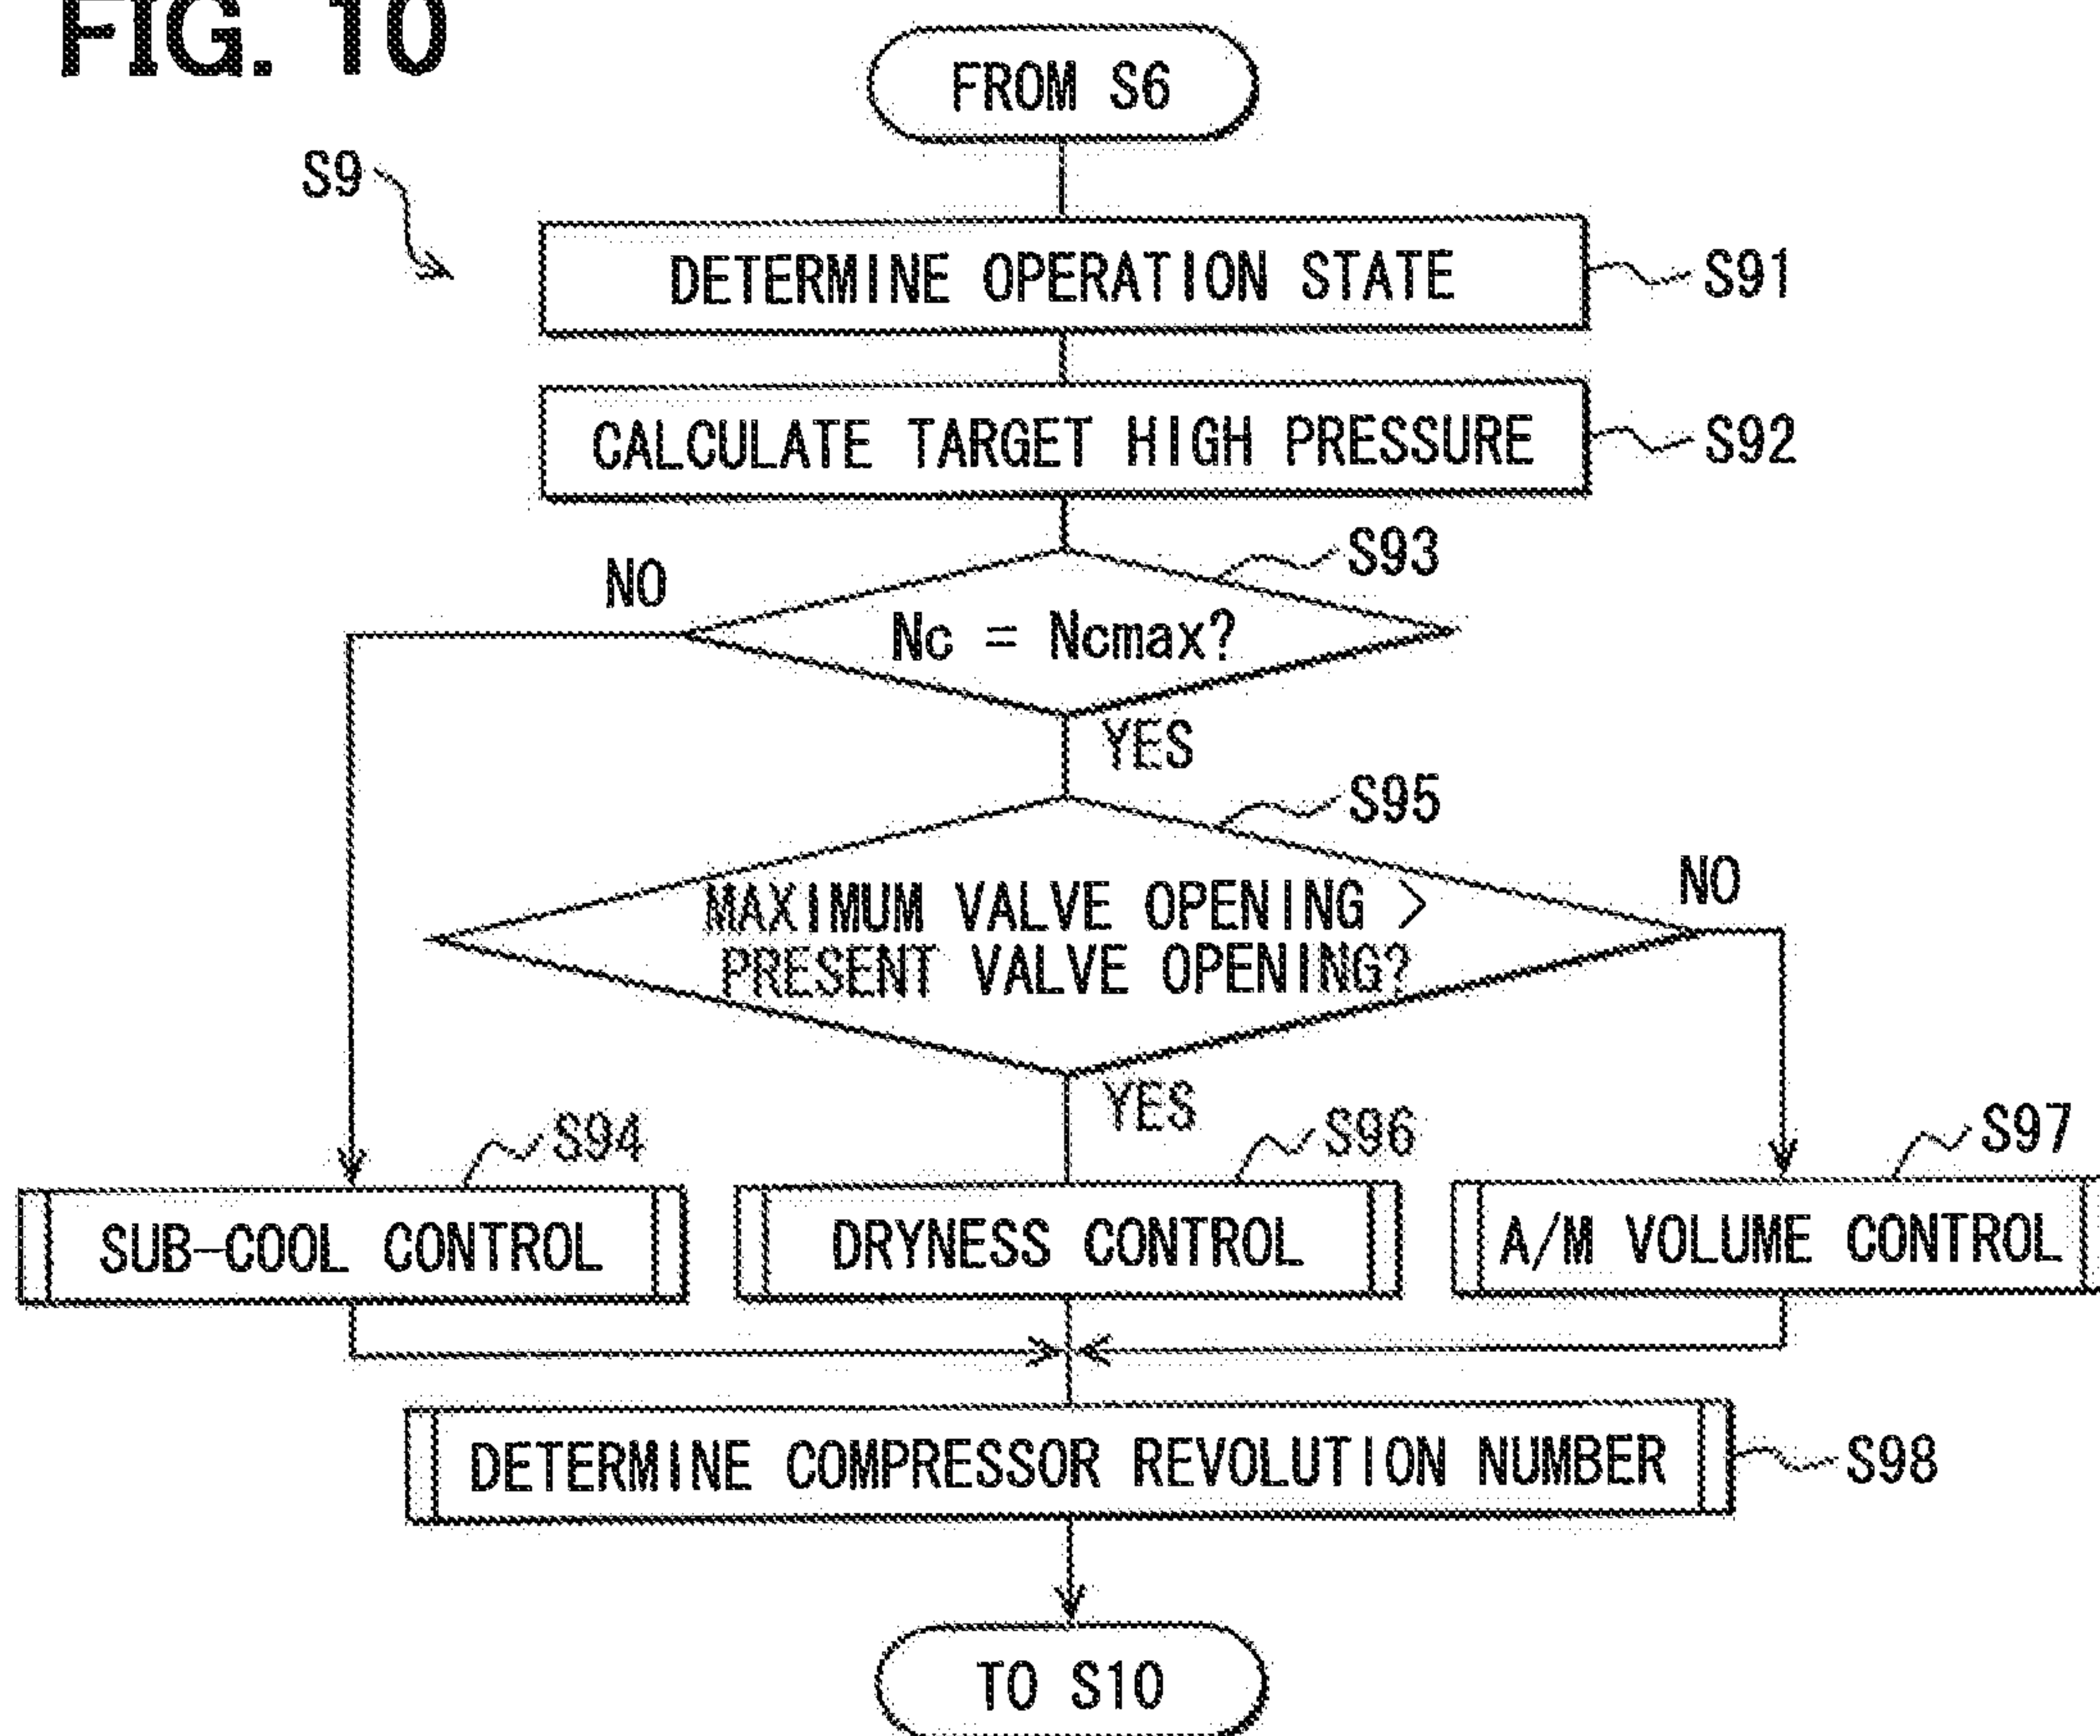 FIG. 10
FROM S6
S9
DETERMINE OPERATION STATE
S91
CALCULATE TARGET HIGH PRESSURE
S92
S93
NO
Nc = Ncmax?
YES
S95
NO
MAXIMUM VALVE OPENING >
PRESENT VALVE OPENING?
YES
S94
S96
S97
SUB-COOL CONTROL
DRYNESS CONTROL
A/M VOLUME CONTROL
DETERMINE COMPRESSOR REVOLUTION NUMBER
S98
TO S10